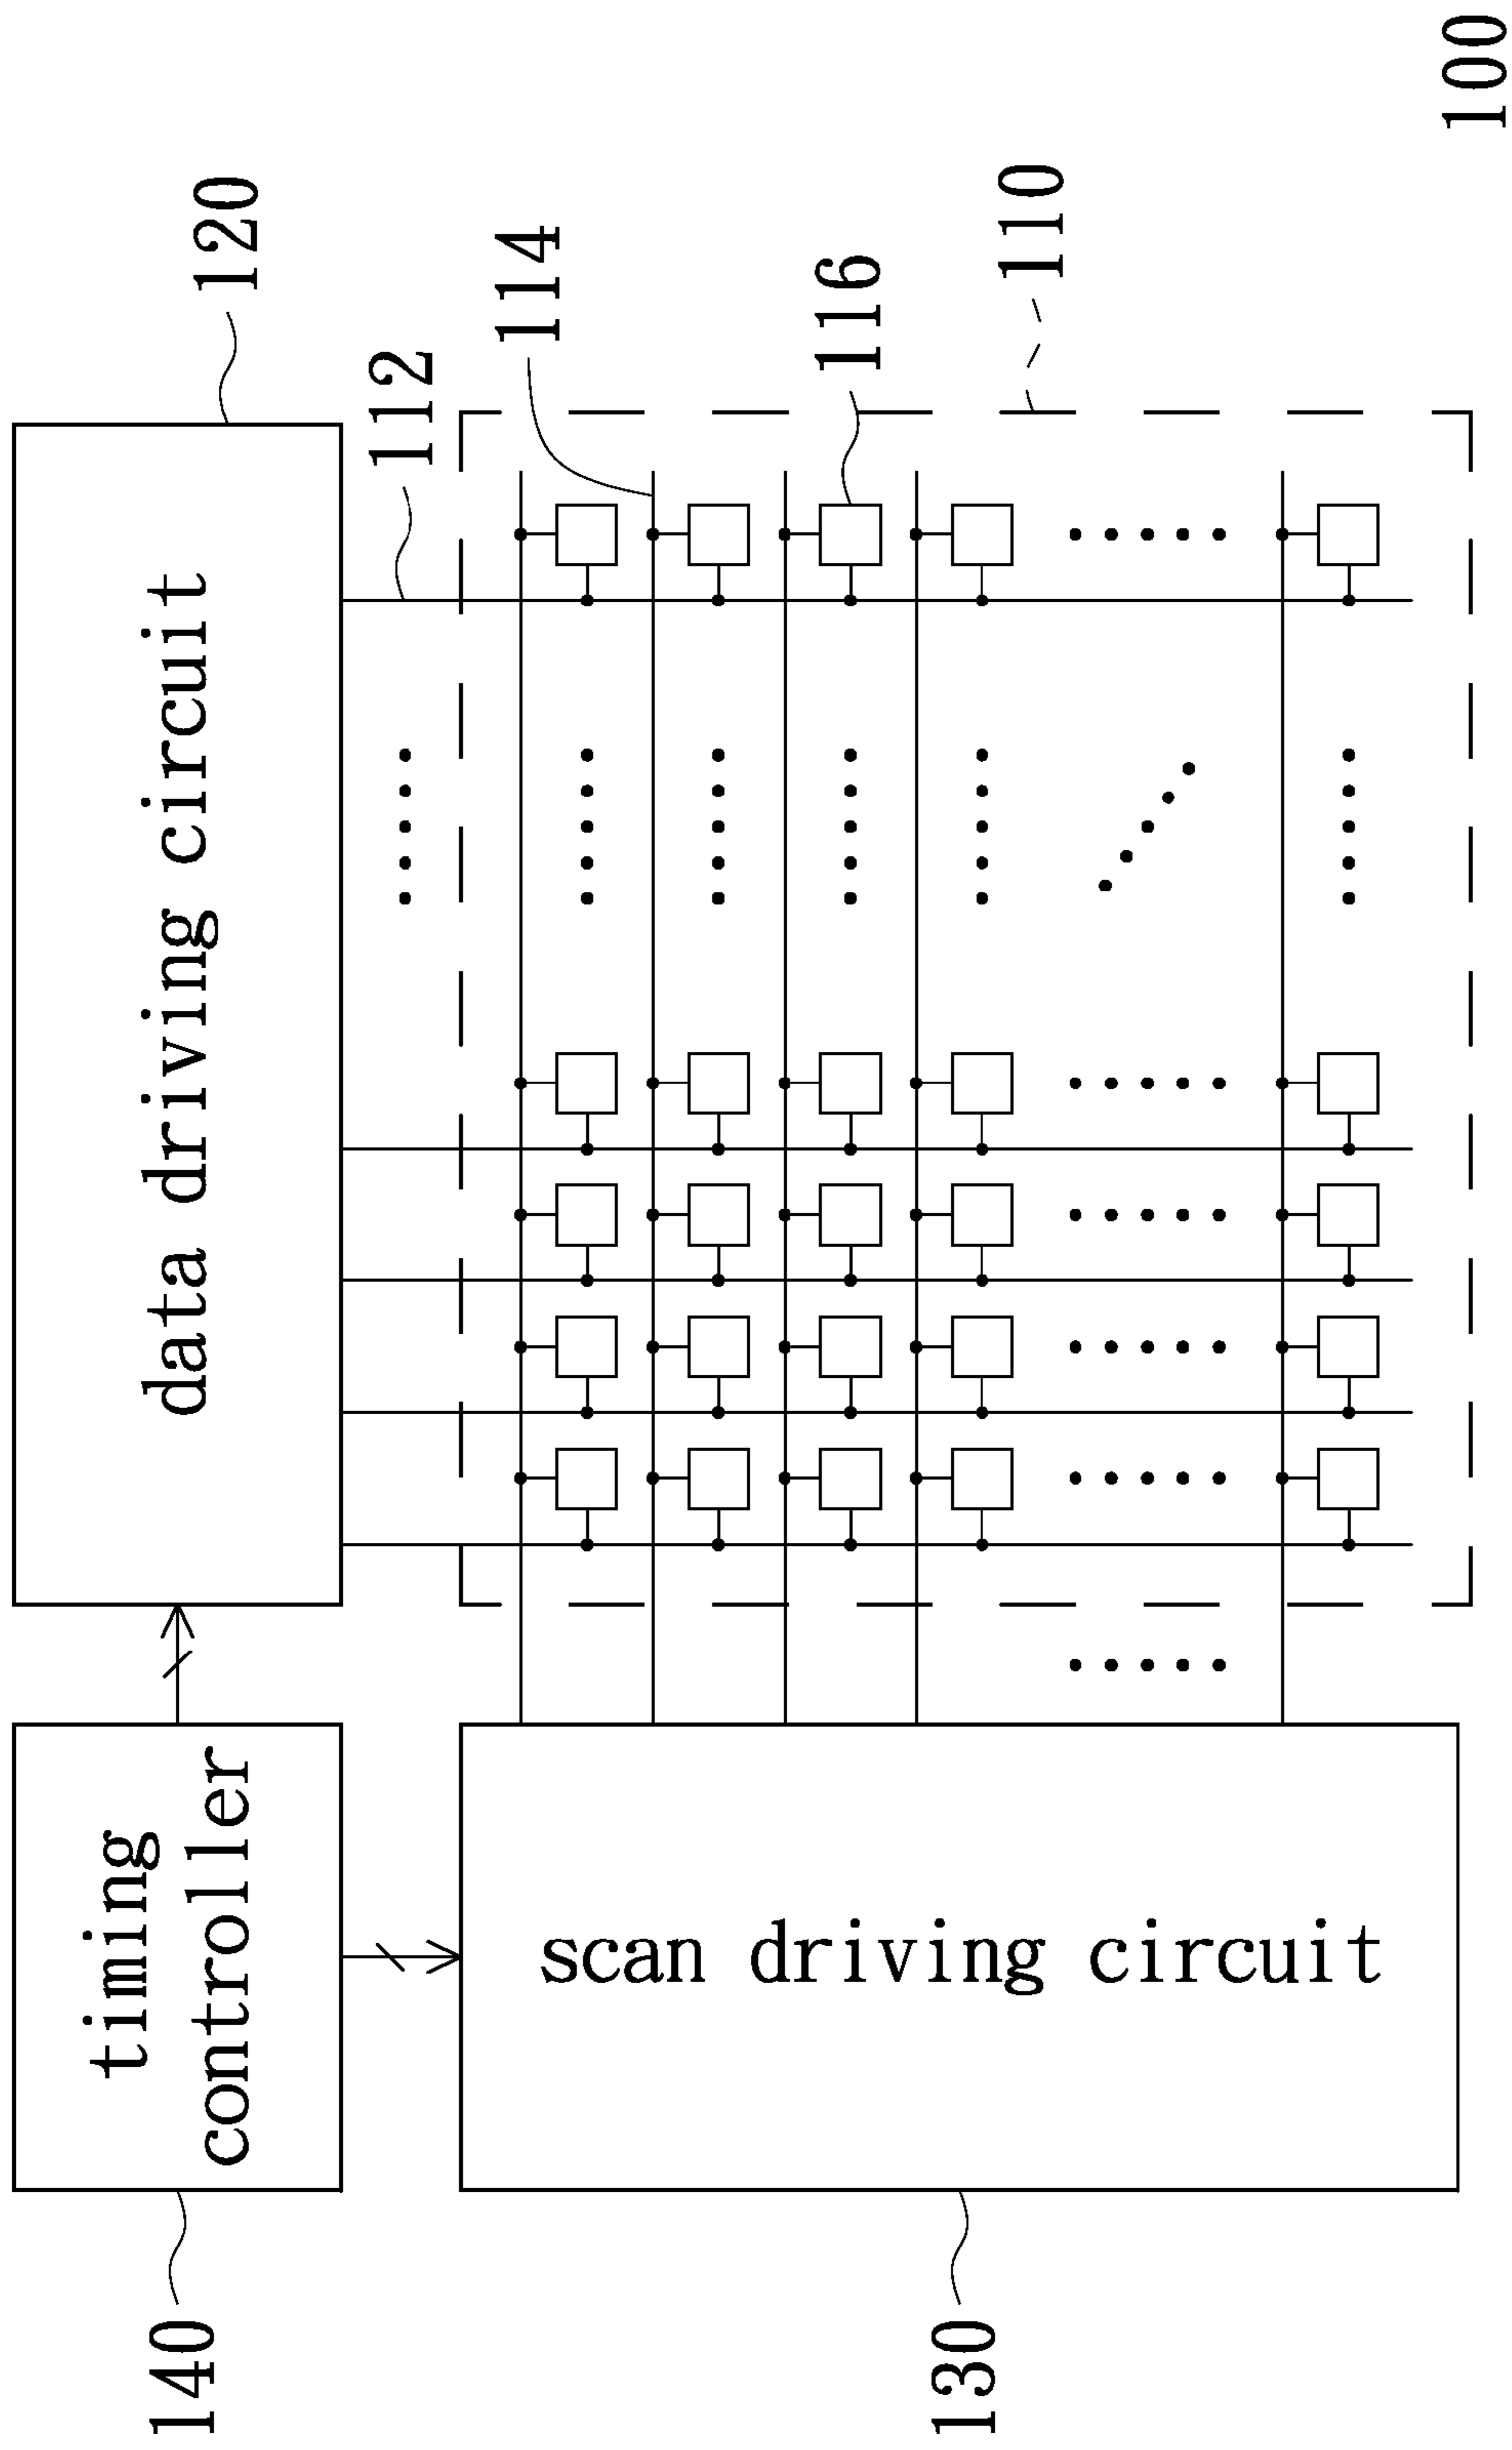 120
data driving circuit
112
114
116
110
100
timing
controller
140
scan driving circuit
130